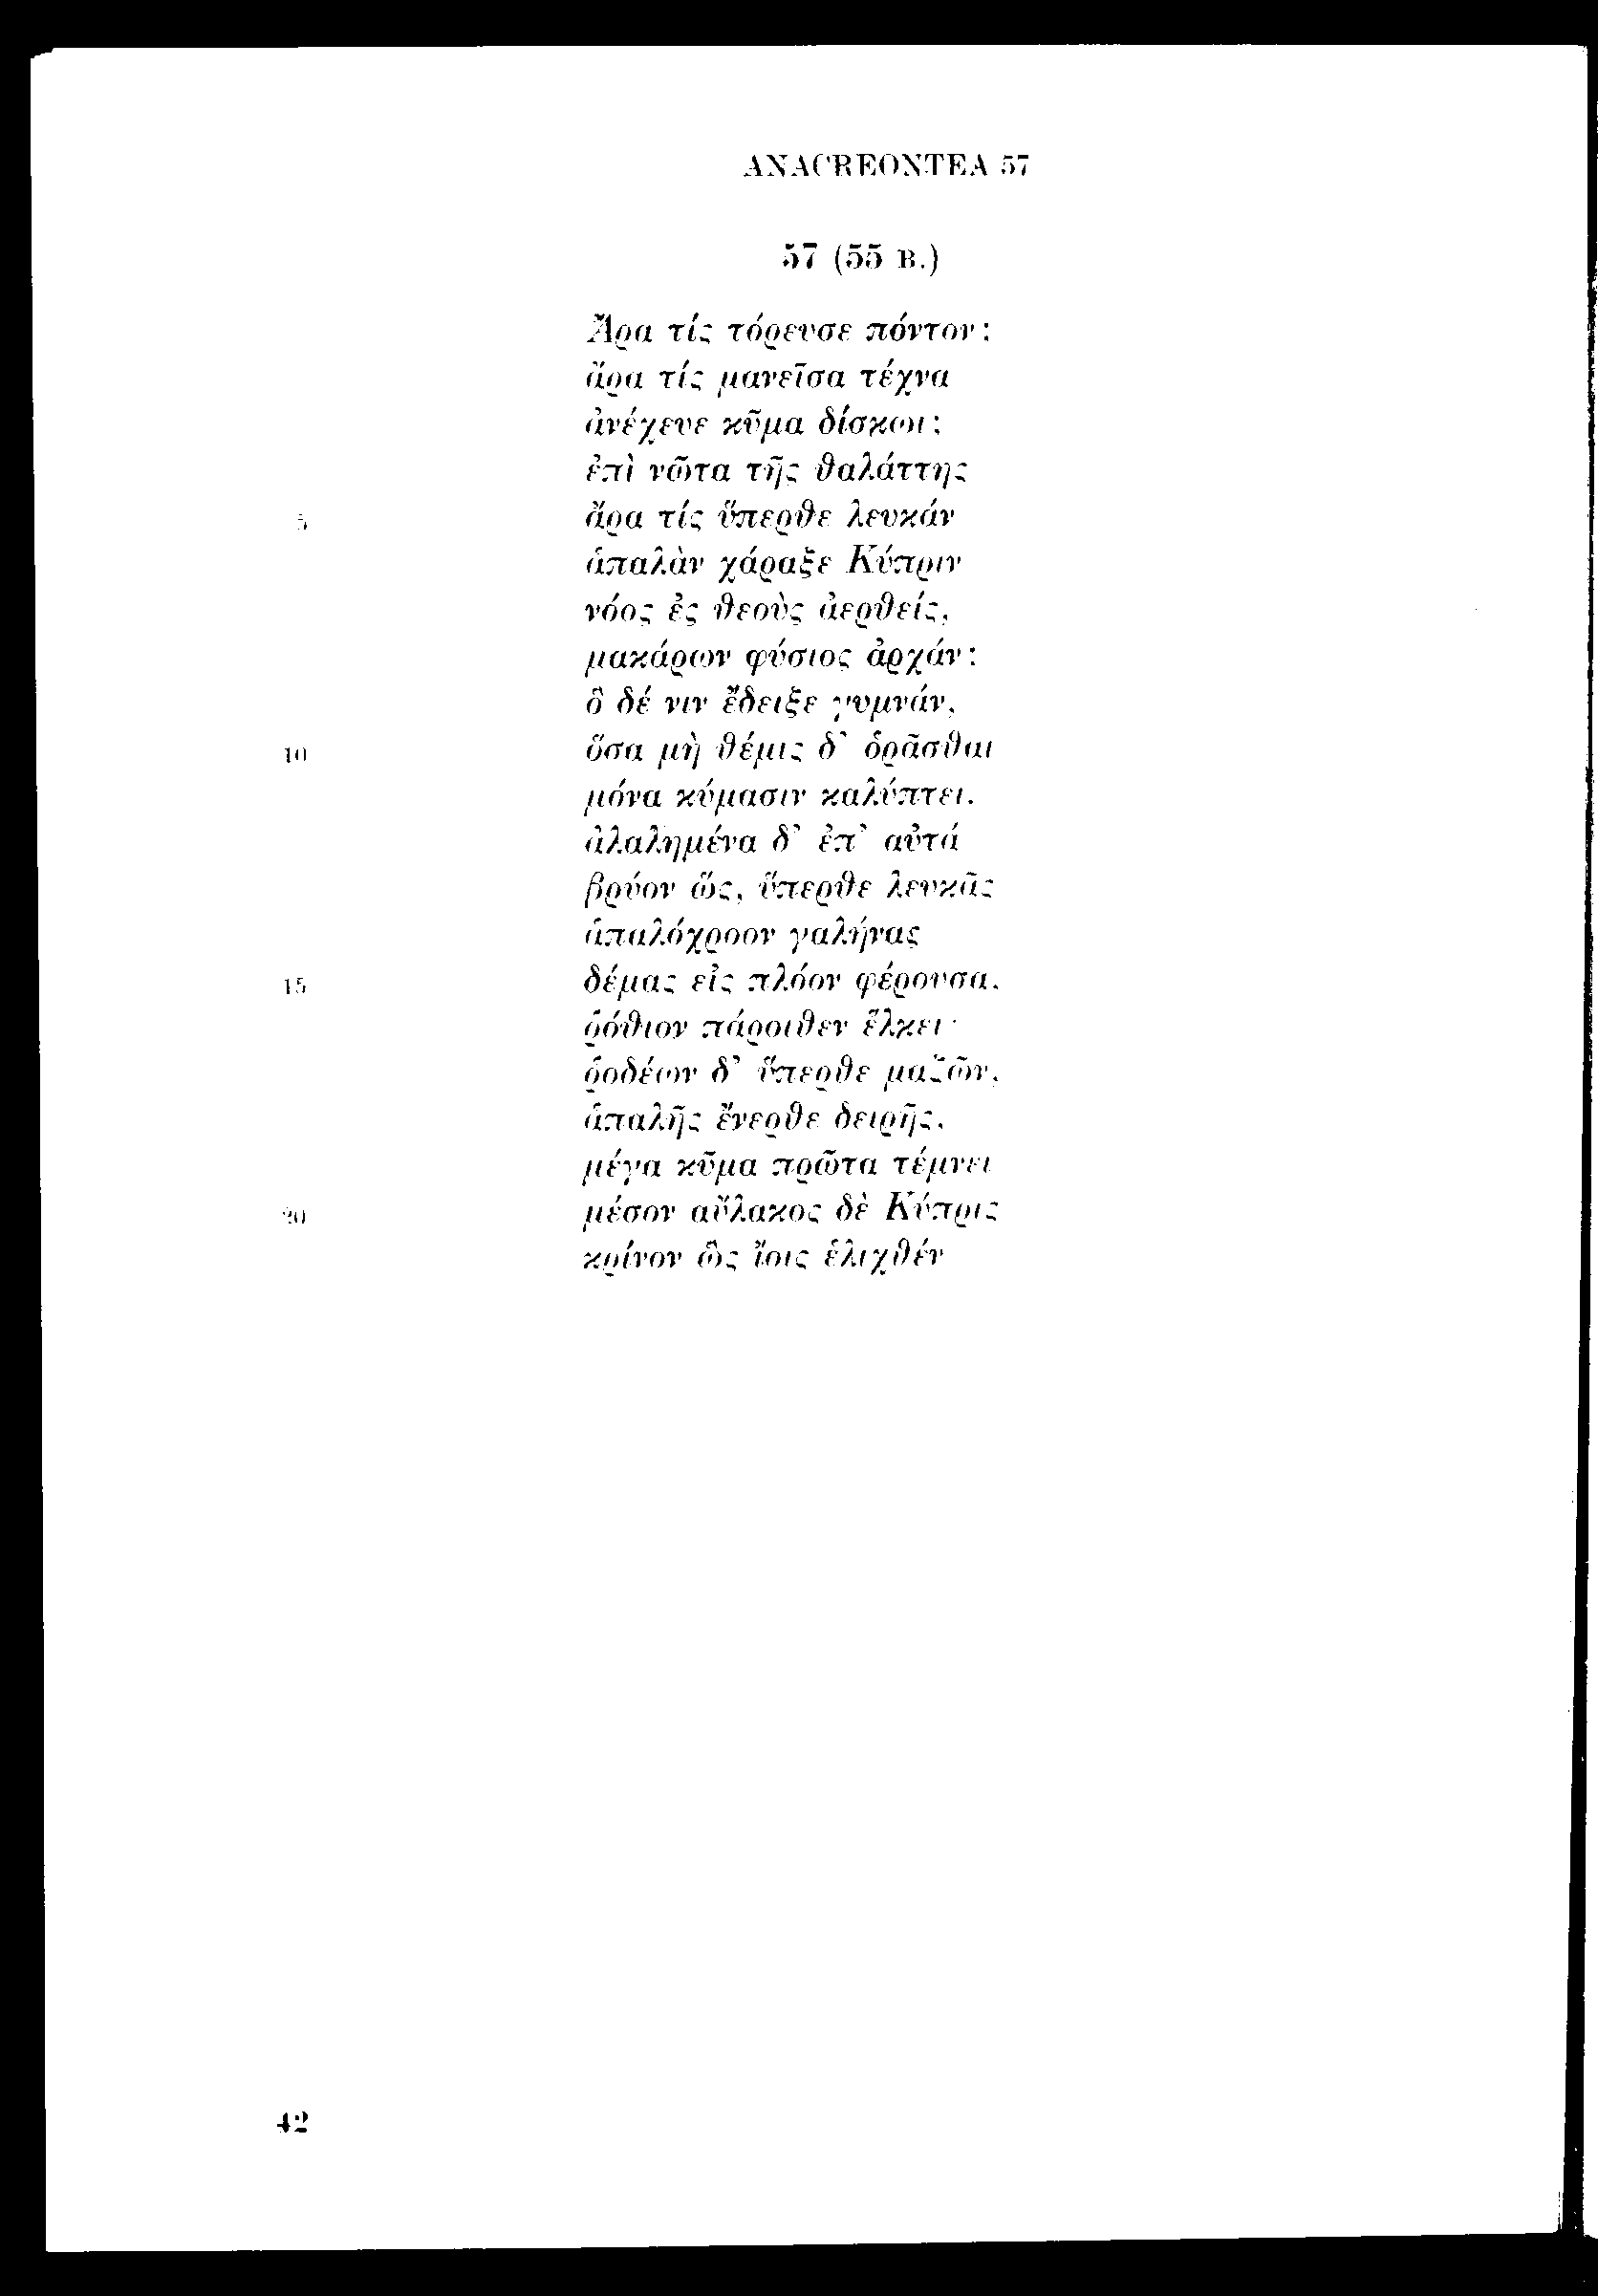 ANACREONTEA 57
57 (55 B.)
Ἆρα τίς τόρευσε πόντον;
ἆρα τίς μανεῖσα τέχνα
ἀνέχευε κῦμα δίσκωι;
ἐπὶ νῶτα τῆς θαλάττης
5 ἆρα τίς ὕπερθε λευκάν
ἁπαλὰν χάραξε Κύπριν
νόος ἐς θεοὺς ἀερθείς,
μακάρων φύσιος ἀρχάν;
ὃ δέ νιν ἔδειξε γυμνάν,
10 ὅσα μὴ θέμις δ᾽ ὁρᾶσθαι
μόνα κύμασιν καλύπτει.
ἀλαλημένα δ᾽ ἐπ᾽ αὐτά
βρύον ὥς, ὕπερθε λευκᾶς
ἁπαλόχροον γαλήνας
15 δέμας εἰς πλόον φέρουσα,
ῥόθιον πάροιθεν ἕλκει·
ῥοδέων δ᾽ ὕπερθε μαζῶν,
ἁπαλῆς ἔνερθε δειρῆς,
μέγα κῦμα πρῶτα τέμνει
20 μέσον αὔλακος δὲ Κύπρις
κρίνον ὣς ἴοις ἑλιχθέν
42